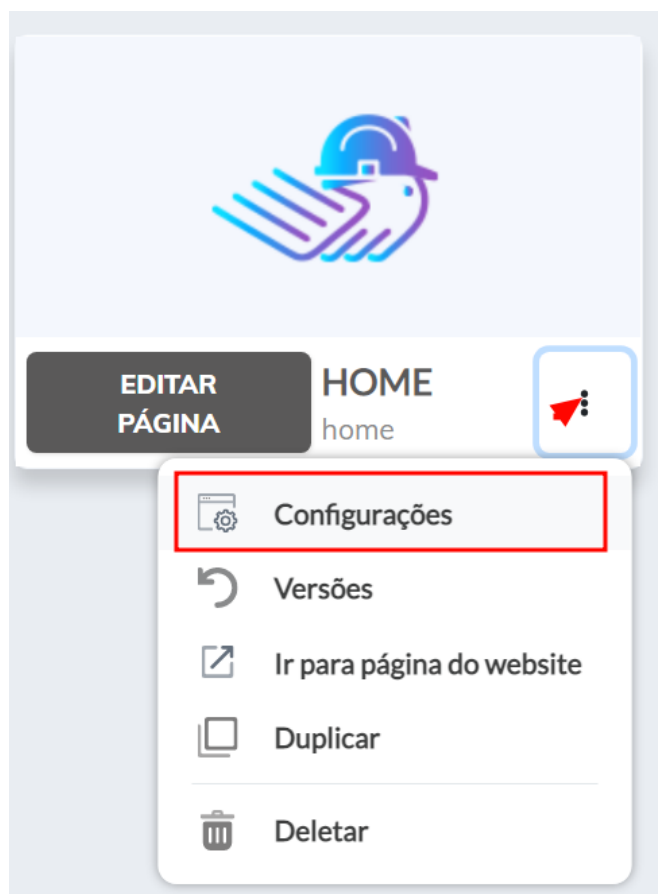 EDITAR
PÁGINA
HOME
home
Configurações
Versões
Ir para página do website
Duplicar
Deletar